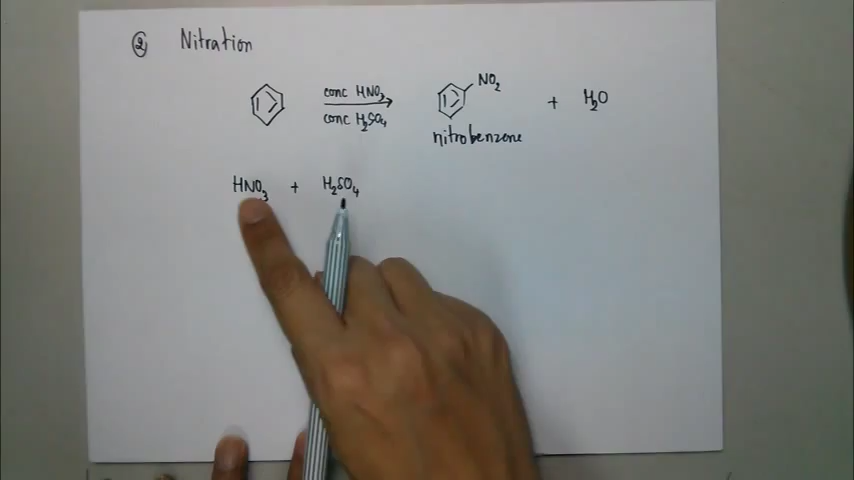 ② Nitration
conc HNO₃
conc H₂SO₄
NO₂
+ H₂O
nitrobenzene
HNO₃ + H₂SO₄